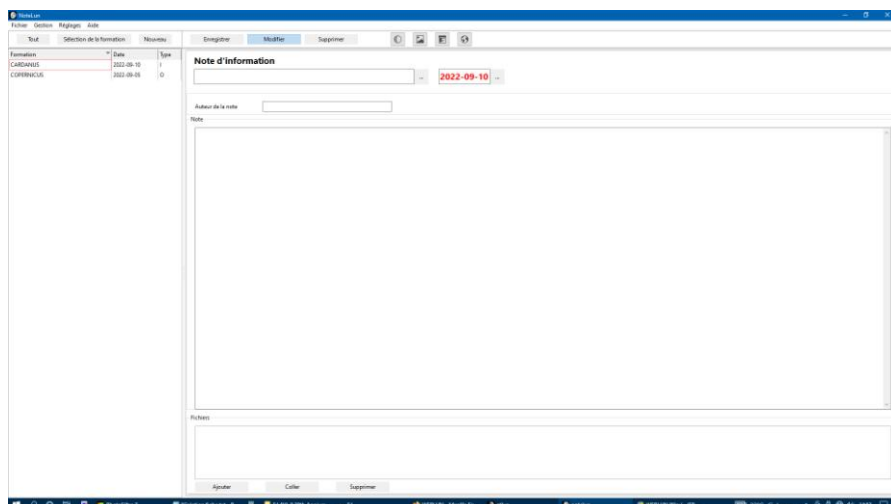 NoteLun
Fichier Gestion Réglages Aide
Tout Sélection de la formation Nouveau Enregistrer Modifier Supprimer
Formation Date Type
CARDANUS 2022-09-10 I
COPERNICUS 2022-09-05 O
Note d'information
... 2022-09-10 ...
Auteur de la note
Note
Fichiers
Ajouter Coller Supprimer